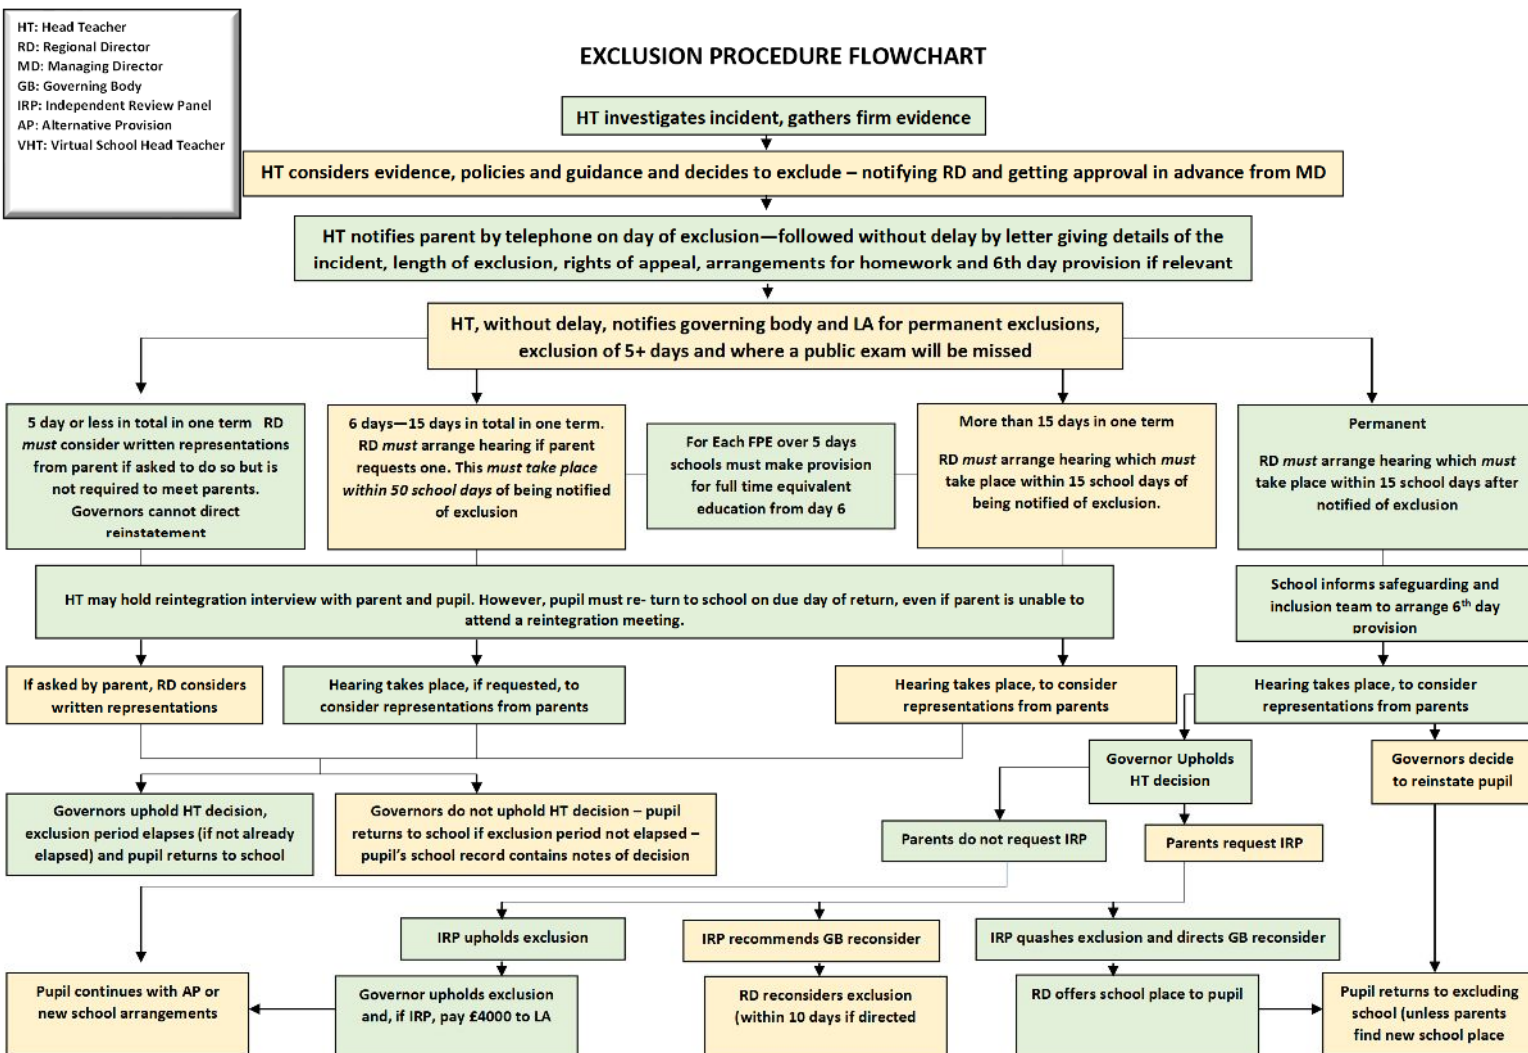 HT: Head Teacher
RD: Regional Director
MD: Managing Director
GB: Governing Body
IRP: Independent Review Panel
AP: Alternative Provision
VHT: Virtual School Head Teacher
EXCLUSION PROCEDURE FLOWCHART
HT investigates incident, gathers firm evidence
HT considers evidence, policies and guidance and decides to exclude – notifying RD and getting approval in advance from MD
HT notifies parent by telephone on day of exclusion—followed without delay by letter giving details of the
incident, length of exclusion, rights of appeal, arrangements for homework and 6th day provision if relevant
HT, without delay, notifies governing body and LA for permanent exclusions,
exclusion of 5+ days and where a public exam will be missed
5 day or less in total in one term RD
must consider written representations
from parent if asked to do so but is
not required to meet parents.
Governors cannot direct
reinstatement
6 days—15 days in total in one term.
RD must arrange hearing if parent
requests one. This must take place
within 50 school days of being notified
of exclusion
For Each FPE over 5 days
schools must make provision
for full time equivalent
education from day 6
More than 15 days in one term
RD must arrange hearing which must
take place within 15 school days of
being notified of exclusion.
Permanent
RD must arrange hearing which must
take place within 15 school days after
notified of exclusion
HT may hold reintegration interview with parent and pupil. However, pupil must re- turn to school on due day of return, even if parent is unable to
attend a reintegration meeting.
School informs safeguarding and
inclusion team to arrange 6th day
provision
If asked by parent, RD considers
written representations
Hearing takes place, if requested, to
consider representations from parents
Hearing takes place, to consider
representations from parents
Hearing takes place, to consider
representations from parents
Governor Upholds
HT decision
Governors decide
to reinstate pupil
Governors uphold HT decision,
exclusion period elapses (if not already
elapsed) and pupil returns to school
Governors do not uphold HT decision – pupil
returns to school if exclusion period not elapsed –
pupil's school record contains notes of decision
Parents do not request IRP
Parents request IRP
IRP upholds exclusion
IRP recommends GB reconsider
IRP quashes exclusion and directs GB reconsider
Pupil continues with AP or
new school arrangements
Governor upholds exclusion
and, if IRP, pay £4000 to LA
RD reconsiders exclusion
(within 10 days if directed
RD offers school place to pupil
Pupil returns to excluding
school (unless parents
find new school place